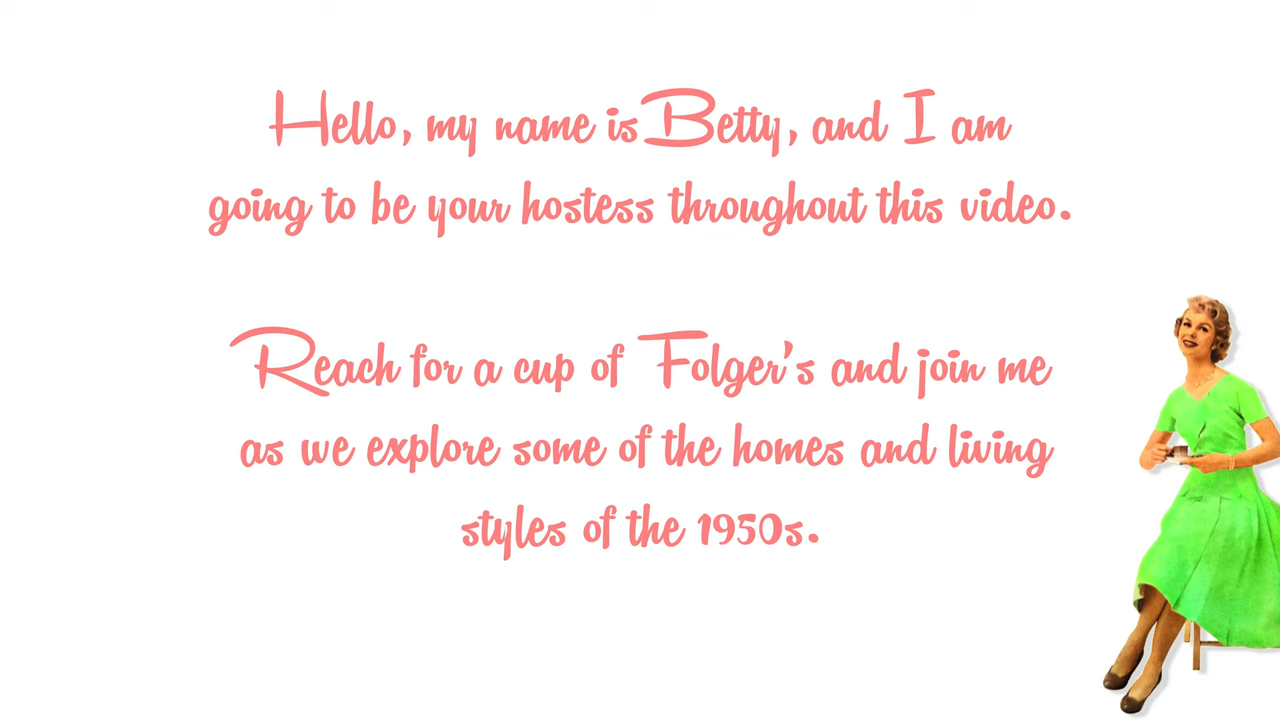 Hello, my name is Betty, and I am
going to be your hostess throughout this video.
Reach for a cup of Folger's and join me
as we explore some of the homes and living
styles of the 1950s.